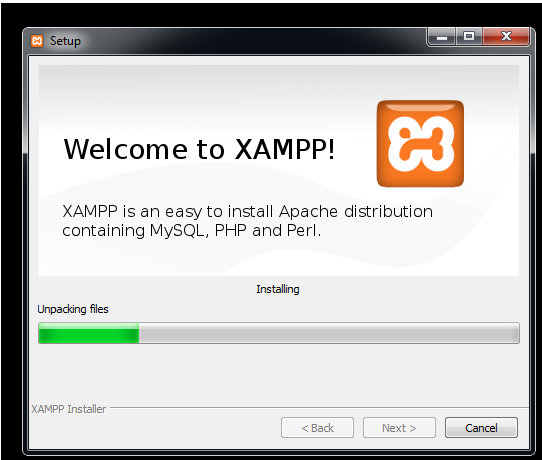 Setup
Welcome to XAMPP!
XAMPP is an easy to install Apache distribution
containing MySQL, PHP and Perl.
Installing
Unpacking files
XAMPP Installer
< Back
Next >
Cancel